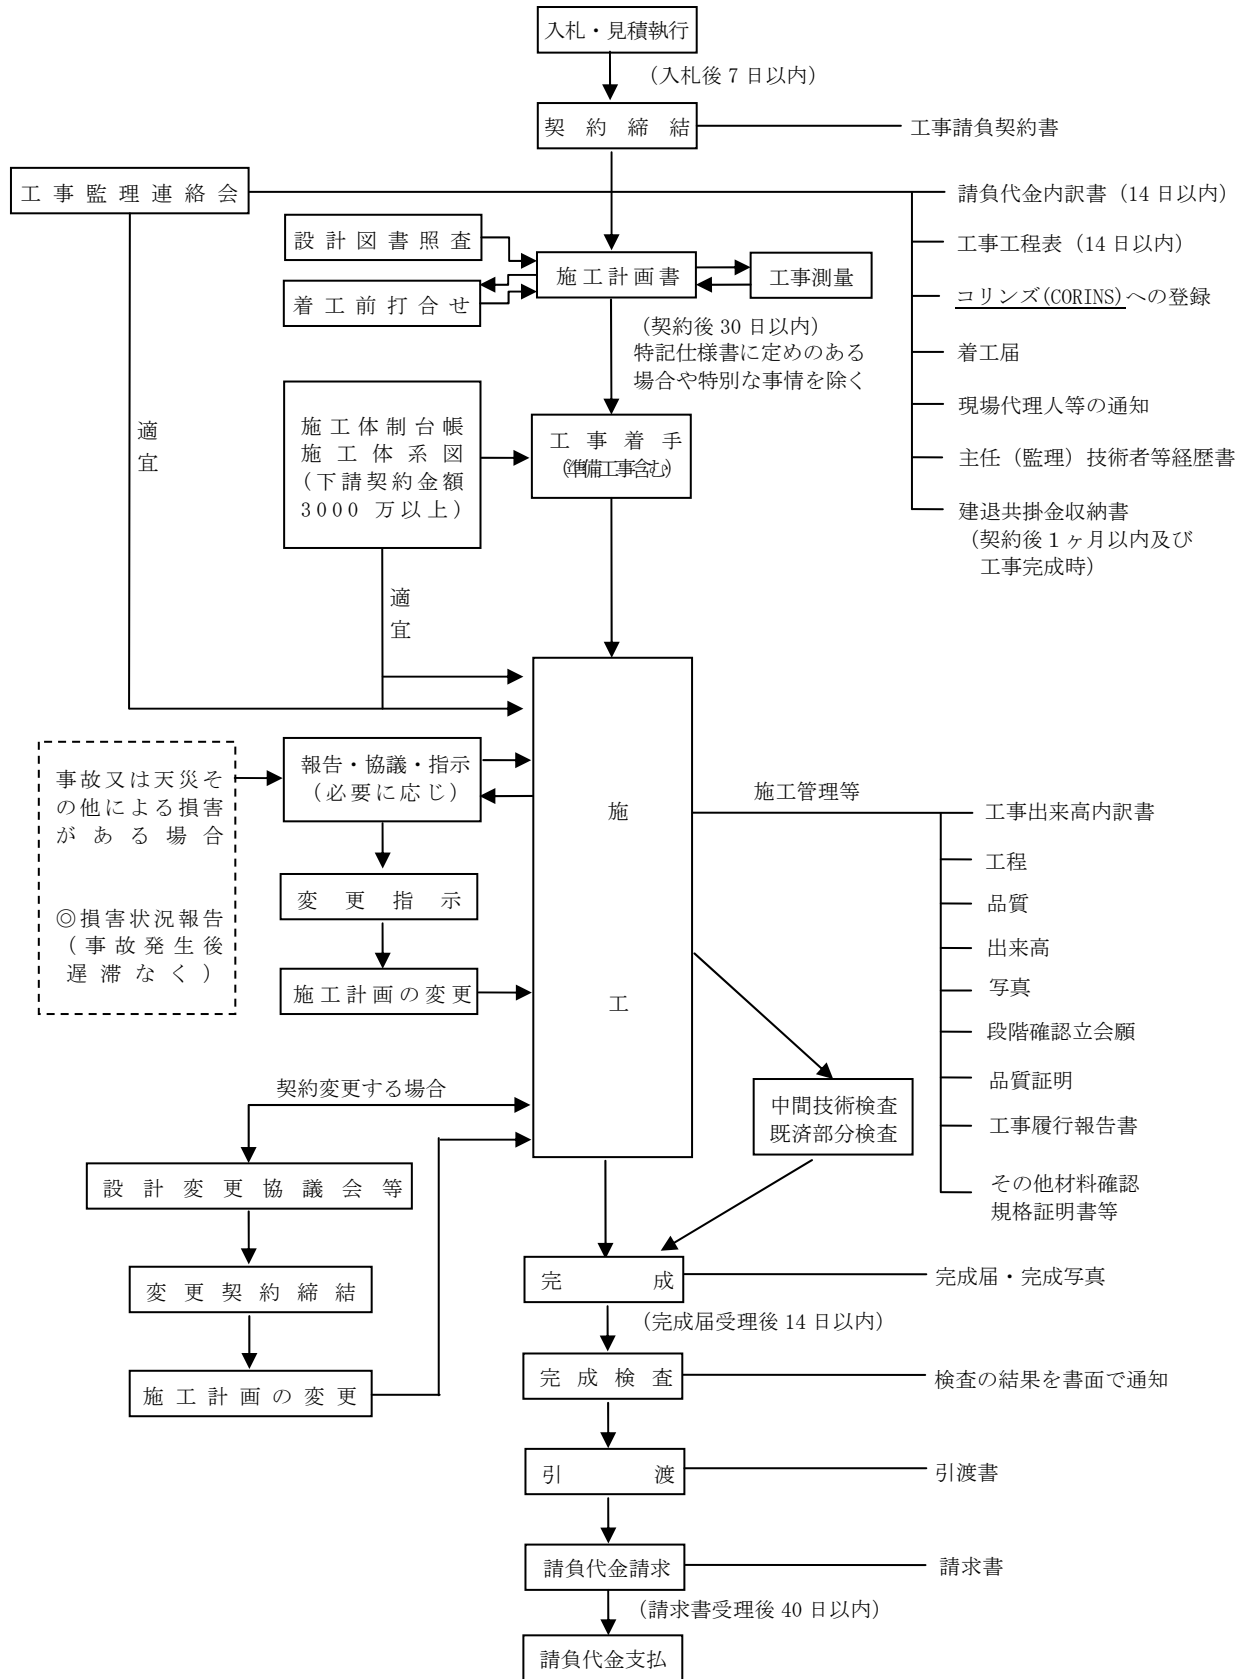 入札・見積執行
（入札後 7 日以内）
契約締結
工事請負契約書
工事監理連絡会
請負代金内訳書（14 日以内）
設計図書照査
工事工程表（14 日以内）
施工計画書
工事測量
着工前打合せ
コリンズ(CORINS)への登録
（契約後 30 日以内）
特記仕様書に定めのある
場合や特別な事情を除く
着工届
適宜
施工体制台帳
施工体系図
（下請契約金額
3000 万以上）
工事着手
（準備工事含む）
現場代理人等の通知
主任（監理）技術者等経歴書
建退共掛金収納書
（契約後１ヶ月以内及び
工事完成時）
適宜
事故又は天災そ
の他による損害
がある場合
◎損害状況報告
（事故発生後
遅滞なく）
報告・協議・指示
（必要に応じ）
施工
施工管理等
工事出来高内訳書
工程
変更指示
品質
出来高
施工計画の変更
写真
段階確認立会願
契約変更する場合
中間技術検査
既済部分検査
品質証明
工事履行報告書
設計変更協議会等
その他材料確認
規格証明書等
完成
完成届・完成写真
変更契約締結
（完成届受理後 14 日以内）
完成検査
検査の結果を書面で通知
施工計画の変更
引渡
引渡書
請負代金請求
請求書
（請求書受理後 40 日以内）
請負代金支払